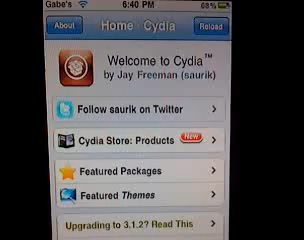 Gabe's 6:40 PM 68%
About Home Cydia Reload
Welcome to Cydia™
by Jay Freeman (saurik)
Follow saurik on Twitter
Cydia Store: Products New
Featured Packages
Featured Themes
Upgrading to 3.1.2? Read This